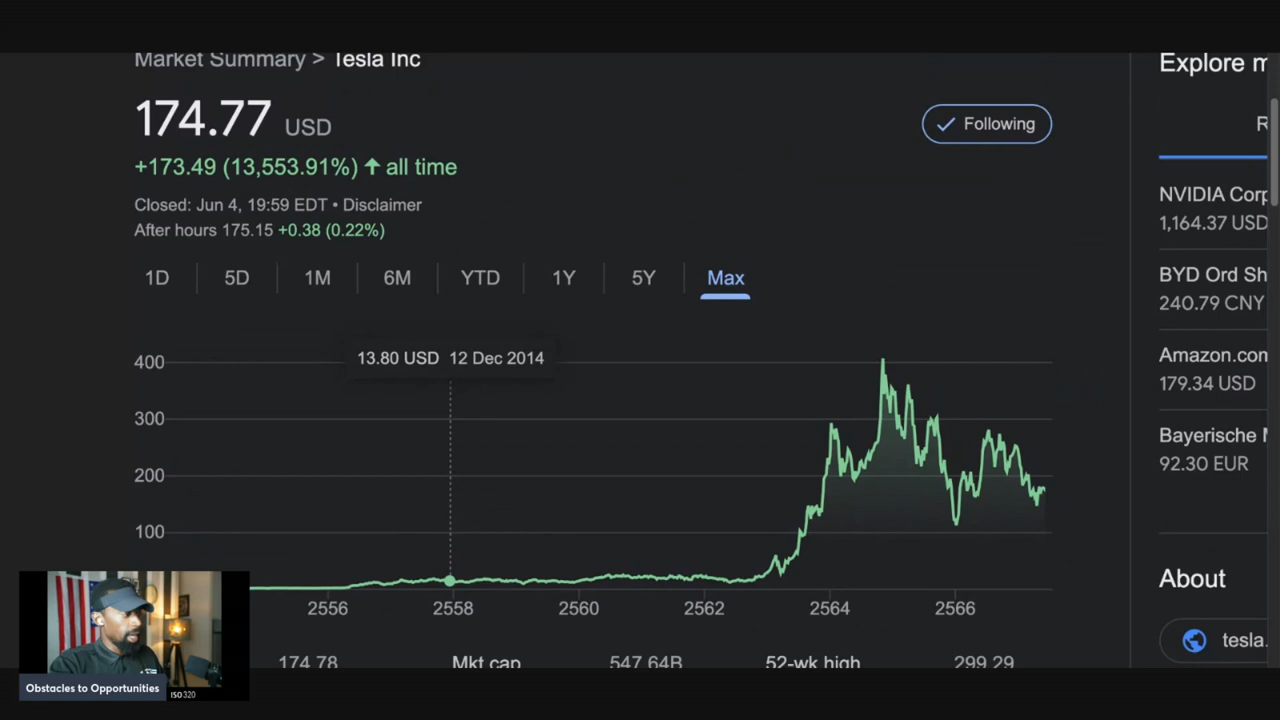 Market Summary > Tesla Inc
174.77 USD
Following
+173.49 (13,553.91%) ↑ all time
Closed: Jun 4, 19:59 EDT • Disclaimer
After hours 175.15 +0.38 (0.22%)
1D 5D 1M 6M YTD 1Y 5Y Max
13.80 USD 12 Dec 2014
400
300
200
100
2556 2558 2560 2562 2564 2566
174.78 Mkt cap 547.64B 52-wk high 299.29
Explore m
R
NVIDIA Corp
1,164.37 USD
BYD Ord Sh
240.79 CNY
Amazon.com
179.34 USD
Bayerische M
92.30 EUR
About
tesla.
Obstacles to Opportunities
ISO320